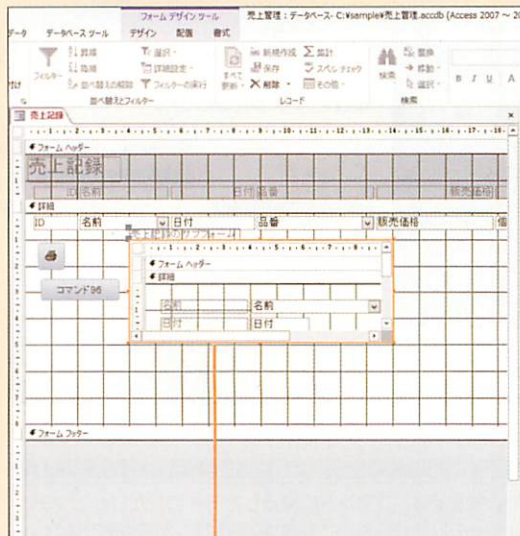 フォーム デザイン ツール 売上管理 : データベース- C:¥sample¥売上管理.accdb (Access 2007 ～ 20
データ データベース ツール デザイン 配置 書式
昇順 選択 新規作成 Σ集計 置換
フィルター 降順 詳細設定 すべて更新 保存 スペル チェック 検索 移動
並べ替えの解除 フィルターの実行 削除 その他 選択 B I U A
並べ替えとフィルター レコード 検索
売上記録
フォーム ヘッダー
売上記録
ID 名前 日付 品番 販売価格
詳細
ID 名前 日付 品番 販売価格 個
売上記録のサブフォーム
フォーム ヘッダー
詳細
コマンド96
名前 名前
日付 日付
フォーム フッター